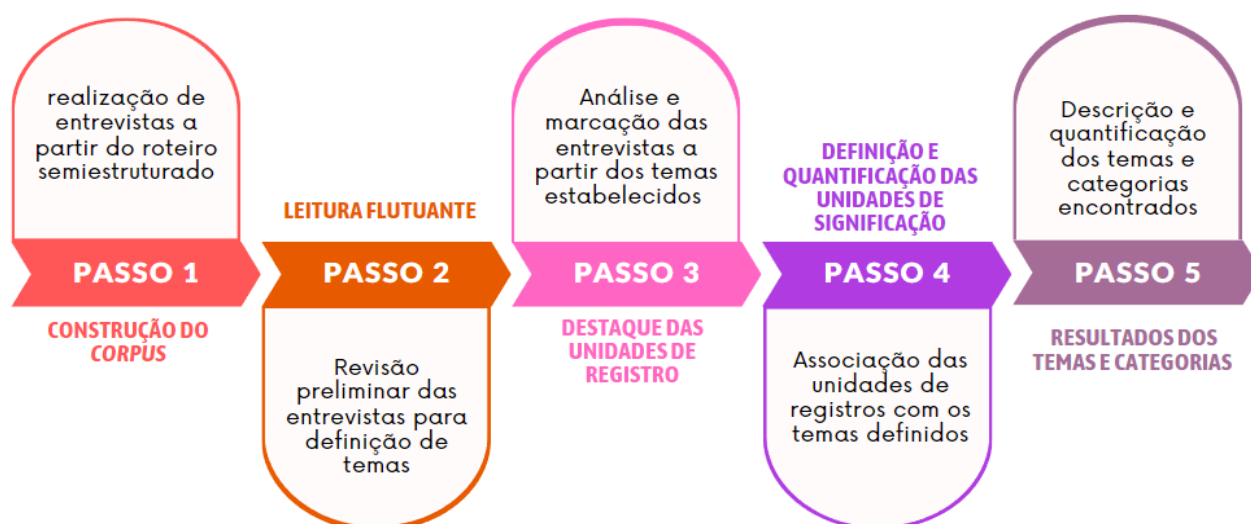 realização de
entrevistas a
partir do roteiro
semiestruturado
PASSO 1
CONSTRUÇÃO DO
CORPUS
LEITURA FLUTUANTE
PASSO 2
Revisão
preliminar das
entrevistas para
definição de
temas
Análise e
marcação das
entrevistas a
partir dos temas
estabelecidos
PASSO 3
DESTAQUE DAS
UNIDADES DE
REGISTRO
DEFINIÇÃO E
QUANTIFICAÇÃO DAS
UNIDADES DE
SIGNIFICAÇÃO
PASSO 4
Associação das
unidades de
registros com os
temas definidos
Descrição e
quantificação
dos temas e
categorias
encontrados
PASSO 5
RESULTADOS DOS
TEMAS E CATEGORIAS